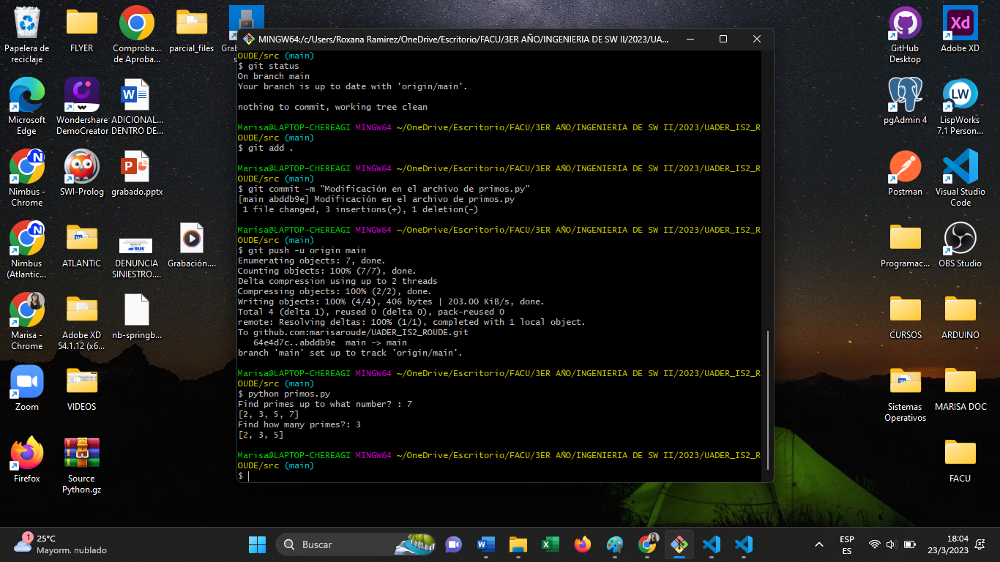 Papelera de
reciclaje
FLYER
Comproba...
de Aproba...
parcial_files
Microsoft
Edge
Wondershare
DemoCreator
ADICIONAL...
DENTRO DE...
Nimbus -
Chrome
SWI-Prolog
grabado.pptx
Nimbus
(Atlantic...
ATLANTIC
DENUNCIA
SINIESTRO....
Grabación....
Marisa -
Chrome
Adobe XD
54.1.12 (x6...
nb-springb...
Zoom
VIDEOS
Firefox
Source
Python.gz
MINGW64:/c/Users/Roxana Ramirez/OneDrive/Escritorio/FACU/3ER AÑO/INGENIERIA DE SW II/2023/UA...
OUDE/src (main)
$ git status
On branch main
Your branch is up to date with 'origin/main'.
nothing to commit, working tree clean
Marisa@LAPTOP-CHEREAGI MINGW64 ~/OneDrive/Escritorio/FACU/3ER AÑO/INGENIERIA DE SW II/2023/UADER_IS2_R
OUDE/src (main)
$ git add .
Marisa@LAPTOP-CHEREAGI MINGW64 ~/OneDrive/Escritorio/FACU/3ER AÑO/INGENIERIA DE SW II/2023/UADER_IS2_R
OUDE/src (main)
$ git commit -m "Modificación en el archivo de primos.py"
[main abddb9e] Modificación en el archivo de primos.py
1 file changed, 3 insertions(+), 1 deletion(-)
Marisa@LAPTOP-CHEREAGI MINGW64 ~/OneDrive/Escritorio/FACU/3ER AÑO/INGENIERIA DE SW II/2023/UADER_IS2_R
OUDE/src (main)
$ git push -u origin main
Enumerating objects: 7, done.
Counting objects: 100% (7/7), done.
Delta compression using up to 2 threads
Compressing objects: 100% (2/2), done.
Writing objects: 100% (4/4), 406 bytes | 203.00 KiB/s, done.
Total 4 (delta 1), reused 0 (delta 0), pack-reused 0
remote: Resolving deltas: 100% (1/1), completed with 1 local object.
To github.com:marisaroude/UADER_IS2_ROUDE.git
64e4d7c..abddb9e main -> main
branch 'main' set up to track 'origin/main'.
Marisa@LAPTOP-CHEREAGI MINGW64 ~/OneDrive/Escritorio/FACU/3ER AÑO/INGENIERIA DE SW II/2023/UADER_IS2_R
OUDE/src (main)
$ python primos.py
Find primes up to what number? : 7
[2, 3, 5, 7]
Find how many primes?: 3
[2, 3, 5]
Marisa@LAPTOP-CHEREAGI MINGW64 ~/OneDrive/Escritorio/FACU/3ER AÑO/INGENIERIA DE SW II/2023/UADER_IS2_R
OUDE/src (main)
$
GitHub
Desktop
Xd
Adobe XD
pgAdmin 4
LW
LispWorks
7.1 Person...
Postman
Visual Studio
Code
Programac...
OBS Studio
CURSOS
ARDUINO
Sistemas
Operativos
MARISA DOC
FACU
1
25°C
Mayorm. nublado
Buscar
ESP
ES
18:04
23/3/2023